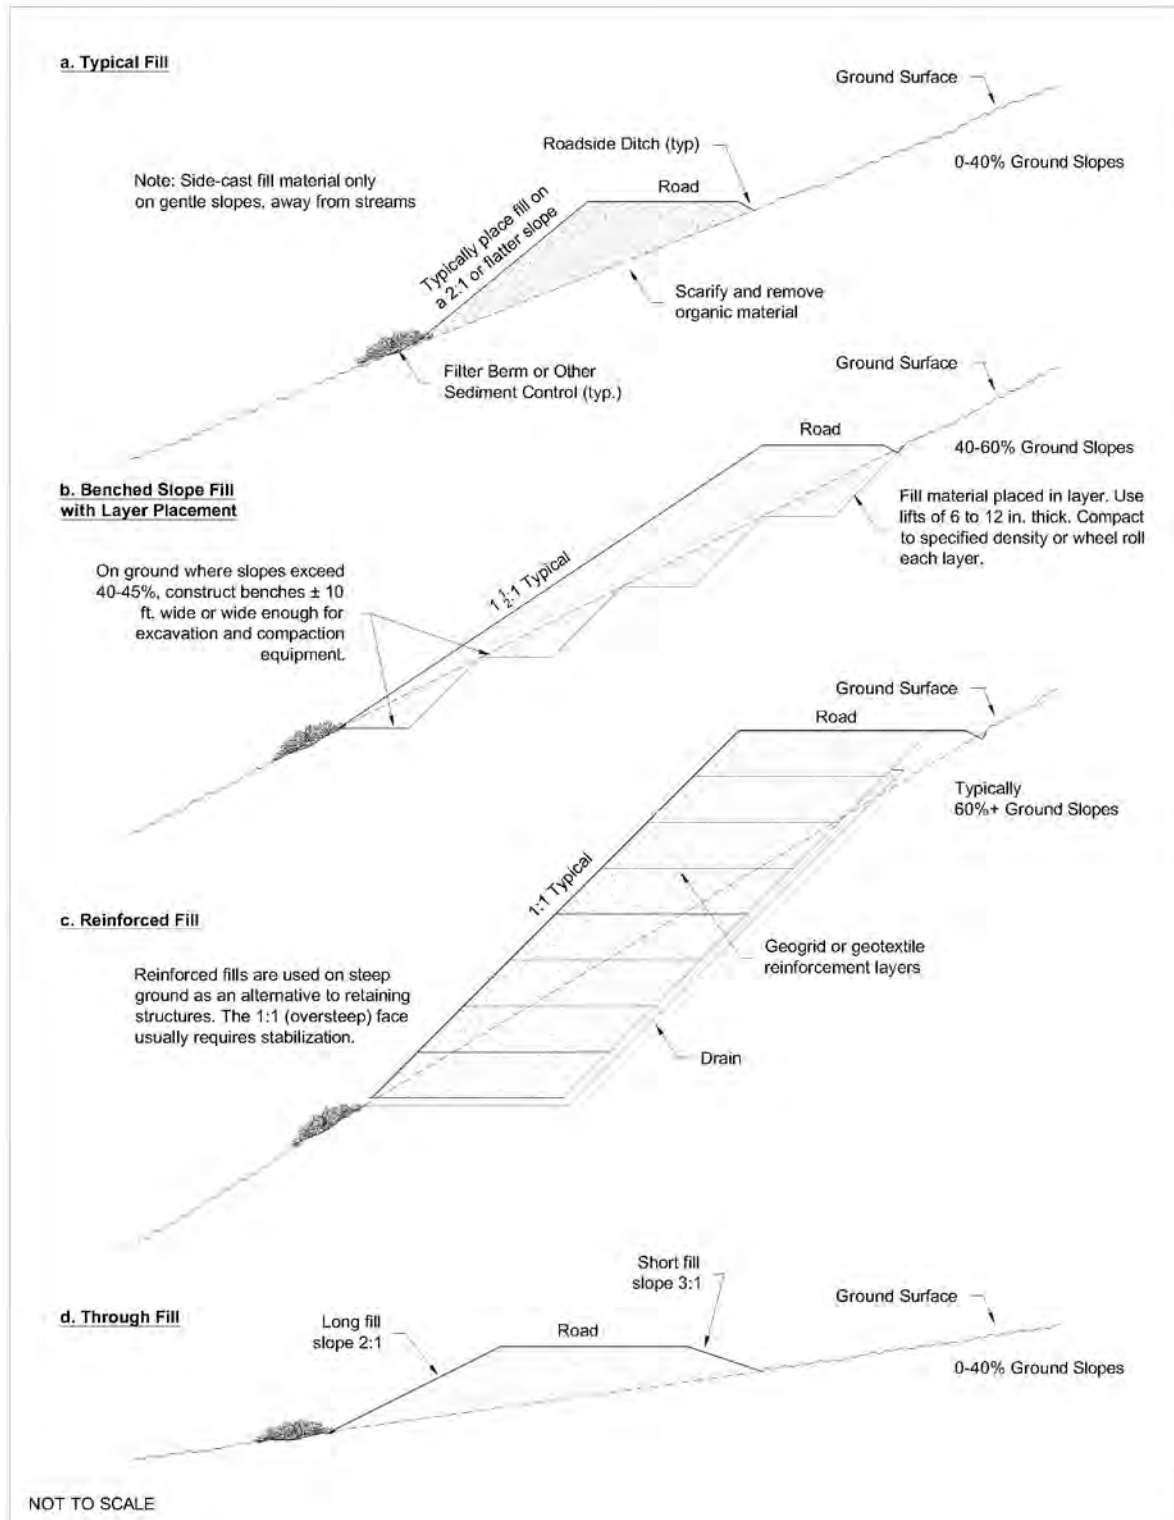 a. Typical Fill
Ground Surface
Roadside Ditch (typ)
0-40% Ground Slopes
Note: Side-cast fill material only
on gentle slopes, away from streams
Road
Typically place fill on
a 2:1 or flatter slope
Scarify and remove
organic material
Filter Berm or Other
Sediment Control (typ.)
Ground Surface
Road
40-60% Ground Slopes
b. Benched Slope Fill
with Layer Placement
Fill material placed in layer. Use
lifts of 6 to 12 in. thick. Compact
to specified density or wheel roll
each layer.
On ground where slopes exceed
40-45%, construct benches ± 10
ft. wide or wide enough for
excavation and compaction
equipment.
1 1/2:1 Typical
Ground Surface
Road
Typically
60%+ Ground Slopes
1:1 Typical
c. Reinforced Fill
Geogrid or geotextile
reinforcement layers
Reinforced fills are used on steep
ground as an alternative to retaining
structures. The 1:1 (oversteep) face
usually requires stabilization.
Drain
Short fill
slope 3:1
d. Through Fill
Ground Surface
Long fill
slope 2:1
Road
0-40% Ground Slopes
NOT TO SCALE